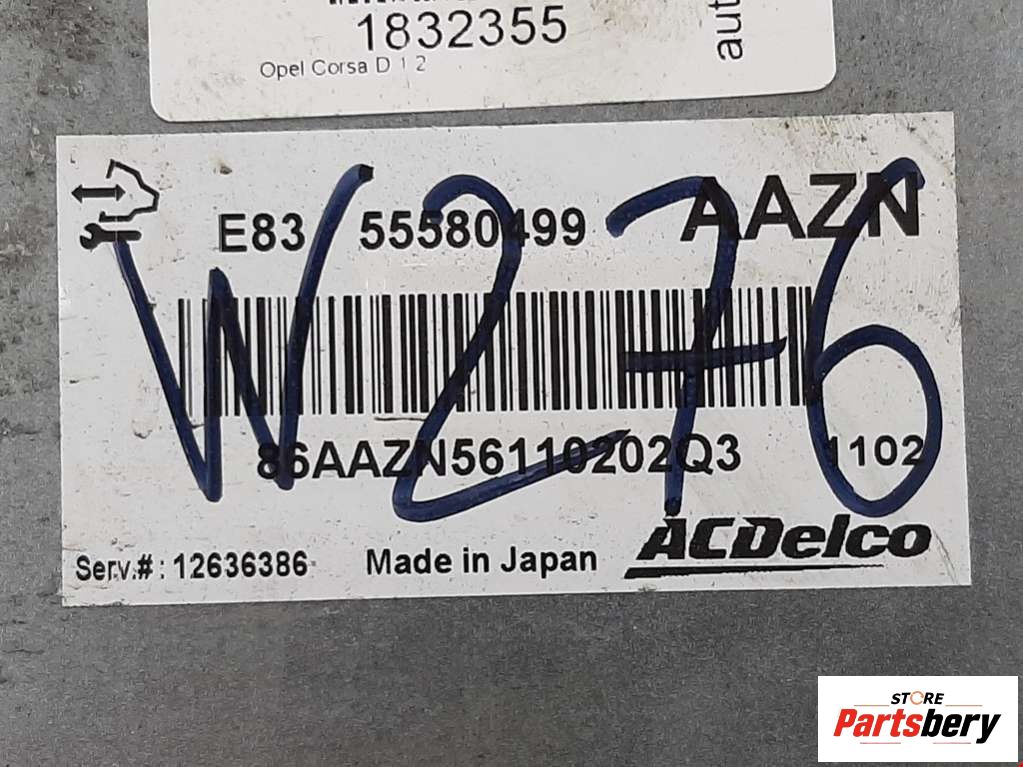 1832355
Opel Corsa D 1 2
aut
E83 55580499 AAZN
W276
86AAZN56110202Q3 1102
Serv.#: 12636386 Made in Japan ACDelco
STORE
Partsbery